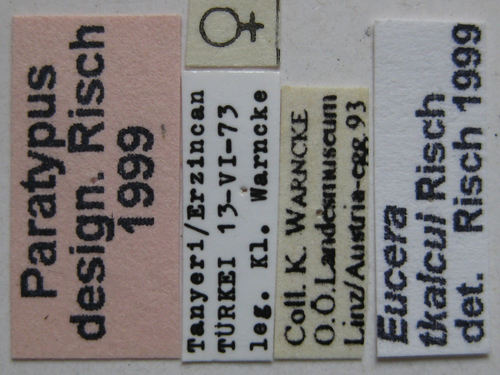 Paratypus
design. Risch
1999
♀
Tanyeri/Erzincan
TÜRKEI 13-VI-73
leg. Kl. Warncke
Coll. K. WARNCKE
O.Ö.Landesmuseum
Linz/Austria-egg.93
Eucera
tkalcui Risch
det. Risch 1999